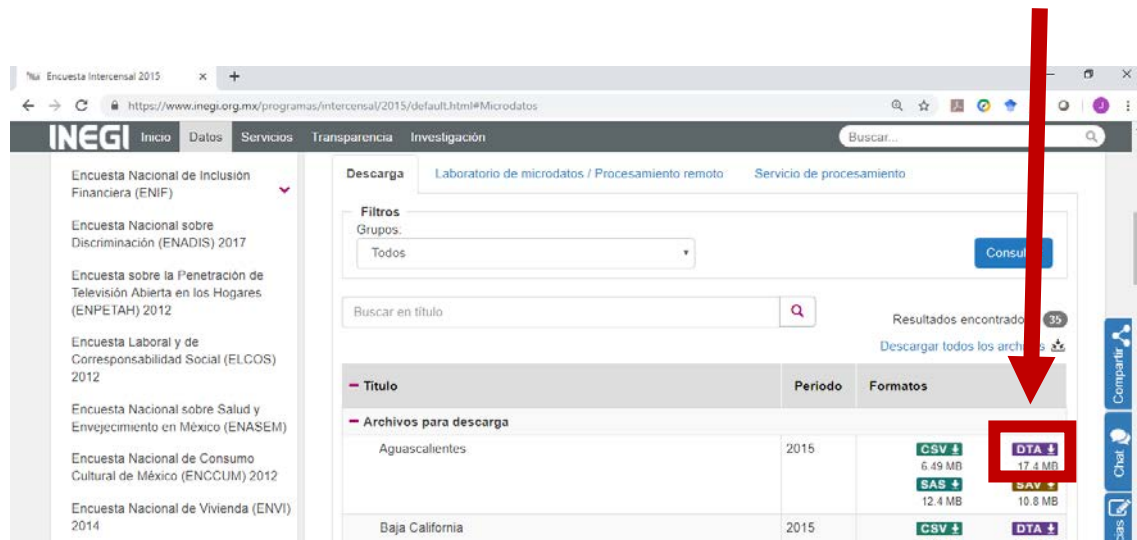 Encuesta Intercensal 2015
https://www.inegi.org.mx/programas/intercensal/2015/default.html#Microdatos
INEGI Inicio Datos Servicios Transparencia Investigación Buscar...
Encuesta Nacional de Inclusión
Financiera (ENIF)
Encuesta Nacional sobre
Discriminación (ENADIS) 2017
Encuesta sobre la Penetración de
Televisión Abierta en los Hogares
(ENPETAH) 2012
Encuesta Laboral y de
Corresponsabilidad Social (ELCOS)
2012
Encuesta Nacional sobre Salud y
Envejecimiento en México (ENASEM)
Encuesta Nacional de Consumo
Cultural de México (ENCCUM) 2012
Encuesta Nacional de Vivienda (ENVI)
2014
Descarga Laboratorio de microdatos / Procesamiento remoto Servicio de procesamiento
Filtros
Grupos:
Todos
Buscar en título
Resultados 35
Descargar todos los
Título Periodo Formatos
Archivos para descarga
Aguascalientes 2015 CSV DTA
6.49 MB 17.4 MB
SAS SAV
12.4 MB 10.8 MB
Baja California 2015 CSV DTA
Compartir
Chat